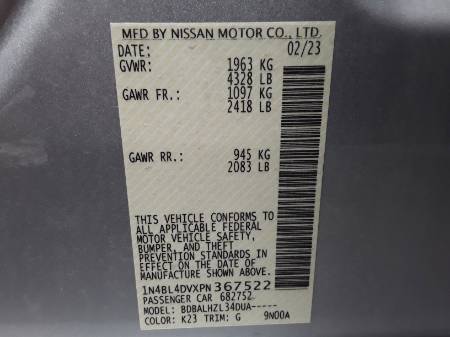 MFD BY NISSAN MOTOR CO., LTD.
DATE: 02/23
GVWR: 1963 KG
4328 LB
GAWR FR.: 1097 KG
2418 LB
GAWR RR.: 945 KG
2083 LB
THIS VEHICLE CONFORMS TO
ALL APPLICABLE FEDERAL
MOTOR VEHICLE SAFETY,
BUMPER, AND THEFT
PREVENTION STANDARDS IN
EFFECT ON THE DATE OF
MANUFACTURE SHOWN ABOVE.
1N4BL4DVXPN367522
PASSENGER CAR 682752
MODEL: BDBALHZL34DUA-----
COLOR: K23 TRIM: G 9N00A